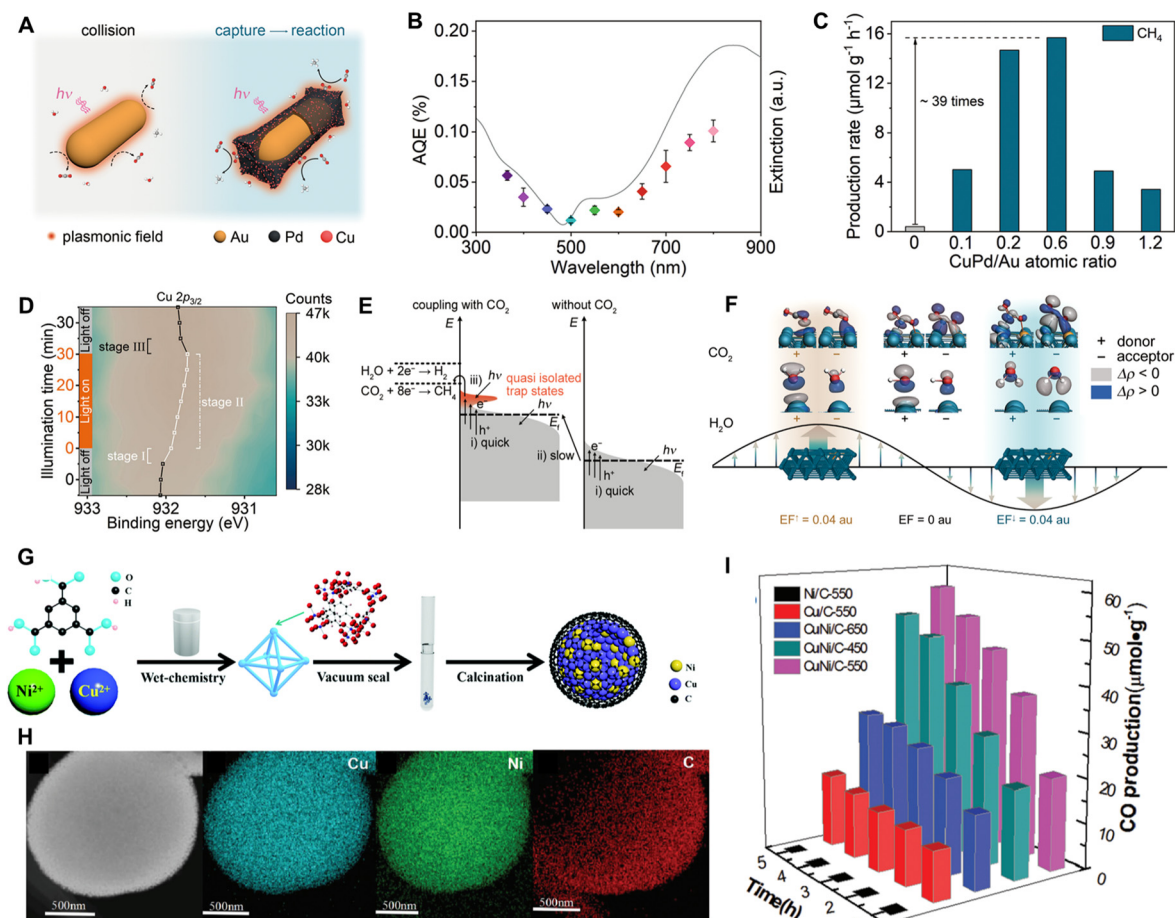 A
collision
capture → reaction
hν
hν
plasmonic field
Au
Pd
Cu
B
AQE (%)
0.20
0.15
0.10
0.05
0.00
300
500
700
900
Wavelength (nm)
Extinction (a.u.)
C
Production rate (μmol g⁻¹ h⁻¹)
16
12
8
4
0
CH₄
~ 39 times
0
0.1
0.2
0.6
0.9
1.2
CuPd/Au atomic ratio
D
Cu 2p₃/₂
Illumination time (min)
Light off
Light on
Light off
30
30
20
10
0
0
stage III
stage II
stage I
933
932
931
Binding energy (eV)
Counts
47k
40k
33k
30k
28k
E
coupling with CO₂
without CO₂
E
E
H₂O + 2e⁻ → H₂
CO₂ + 8e⁻ → CH₄
iii)
hν
quasi isolated
trap states
e⁻
hν
h⁺
Ef
i) quick
ii) slow
e⁻
hν
h⁺
Ef
i) quick
F
CO₂
+
−
+
−
+
−
H₂O
+
−
+
−
+
−
+ donor
− acceptor
Δρ < 0
Δρ > 0
EF↑ = 0.04 au
EF = 0 au
EF↓ = 0.04 au
G
O
C
H
+
Ni²⁺
Cu²⁺
Wet-chemistry
Vacuum seal
Calcination
Ni
Cu
C
H
Cu
Ni
C
500nm
500nm
500nm
500nm
I
Ni/C-550
Cu/C-550
CuNi/C-650
CuNi/C-450
CuNi/C-550
60
50
40
30
20
10
0
CO production(μmol•g⁻¹)
5
4
3
2
1
Time(h)